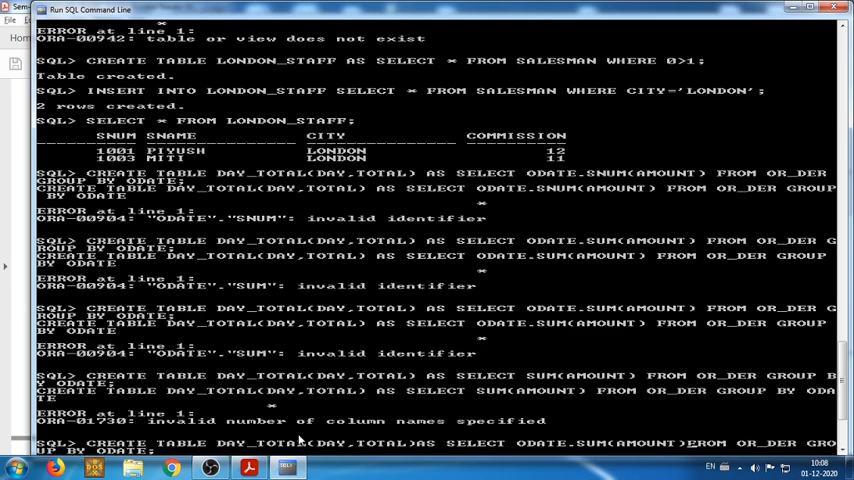 Sem-
Run SQL Command Line
File
Home
*
ERROR at line 1:
ORA-00942: table or view does not exist
SQL> CREATE TABLE LONDON_STAFF AS SELECT * FROM SALESMAN WHERE 0>1;
Table created.
SQL> INSERT INTO LONDON_STAFF SELECT * FROM SALESMAN WHERE CITY='LONDON';
2 rows created.
SQL> SELECT * FROM LONDON_STAFF;
SNUM SNAME CITY COMMISSION
1001 PIYUSH LONDON 12
1003 MITI LONDON 11
SQL> CREATE TABLE DAY_TOTAL(DAY,TOTAL) AS SELECT ODATE.SNUM(AMOUNT) FROM OR_DER
GROUP BY ODATE;
CREATE TABLE DAY_TOTAL(DAY,TOTAL) AS SELECT ODATE.SNUM(AMOUNT) FROM OR_DER GROUP
BY ODATE
*
ERROR at line 1:
ORA-00904: "ODATE"."SNUM": invalid identifier
SQL> CREATE TABLE DAY_TOTAL(DAY,TOTAL) AS SELECT ODATE.SUM(AMOUNT) FROM OR_DER G
ROUP BY ODATE;
CREATE TABLE DAY_TOTAL(DAY,TOTAL) AS SELECT ODATE.SUM(AMOUNT) FROM OR_DER GROUP
BY ODATE
*
ERROR at line 1:
ORA-00904: "ODATE"."SUM": invalid identifier
SQL> CREATE TABLE DAY_TOTAL(DAY,TOTAL) AS SELECT ODATE.SUM(AMOUNT) FROM OR_DER G
ROUP BY ODATE;
CREATE TABLE DAY_TOTAL(DAY,TOTAL) AS SELECT ODATE.SUM(AMOUNT) FROM OR_DER GROUP
BY ODATE
*
ERROR at line 1:
ORA-00904: "ODATE"."SUM": invalid identifier
SQL> CREATE TABLE DAY_TOTAL(DAY,TOTAL) AS SELECT SUM(AMOUNT) FROM OR_DER GROUP B
Y ODATE;
CREATE TABLE DAY_TOTAL(DAY,TOTAL) AS SELECT SUM(AMOUNT) FROM OR_DER GROUP BY ODA
TE
*
ERROR at line 1:
ORA-01730: invalid number of column names specified
SQL> CREATE TABLE DAY_TOTAL(DAY,TOTAL)AS SELECT ODATE.SUM(AMOUNT)FROM OR_DER GRO
UP BY ODATE;
DOS
SQL>
EN
10:08
01-12-2020